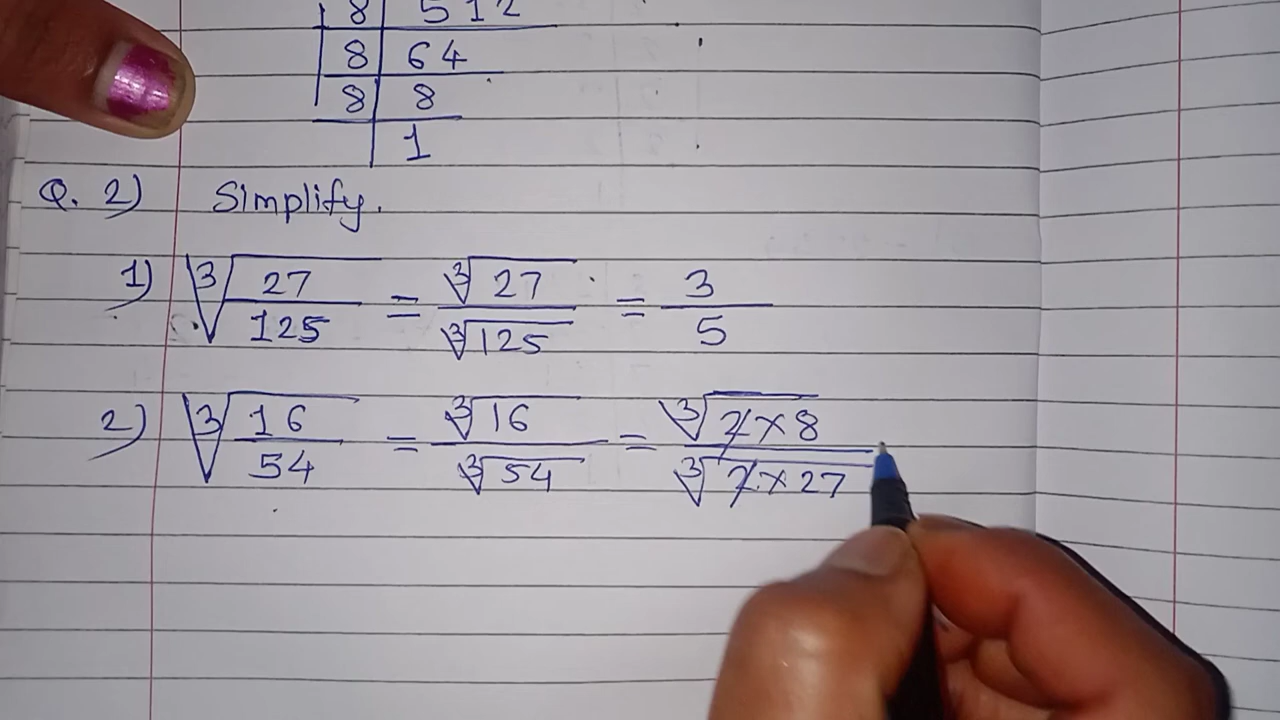 8 | 512
8 | 64
8 | 8
1
Q. 2) Simplify.
1) ∛(27/125) = ∛27/∛125 = 3/5
2) ∛(16/54) = ∛16/∛54 = ∛(2×8)/∛(2×27)